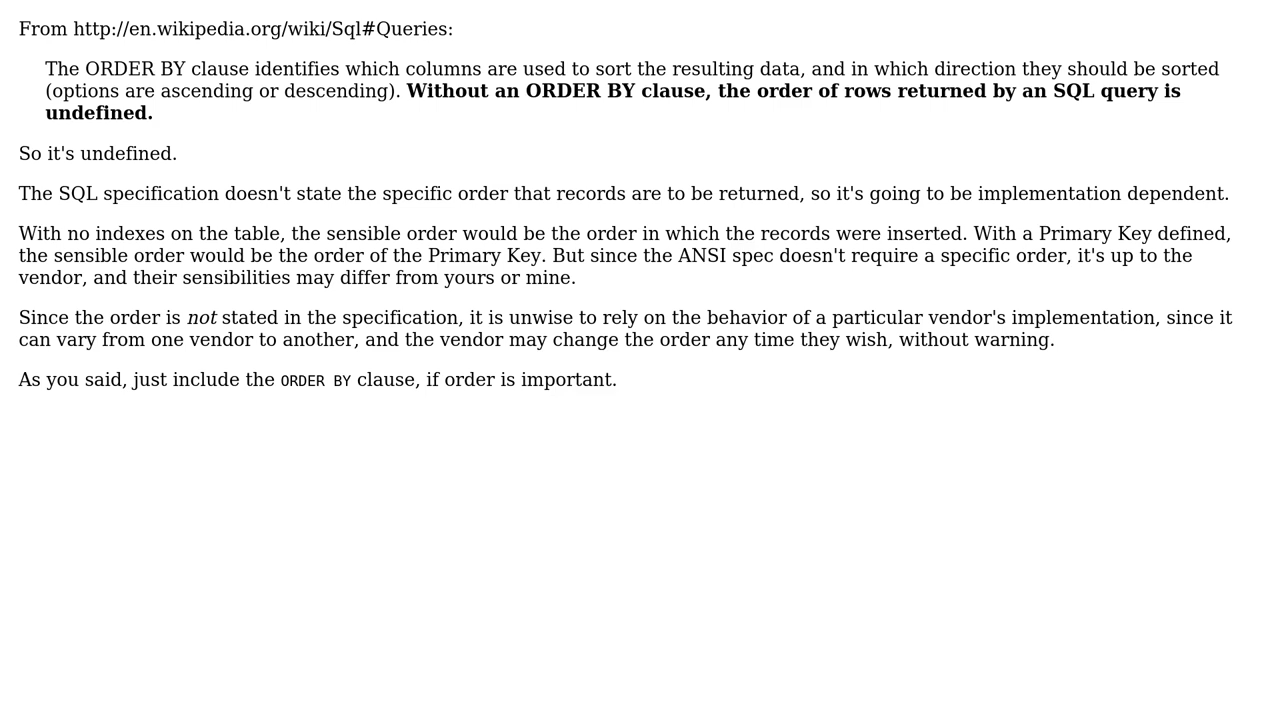 From http://en.wikipedia.org/wiki/Sql#Queries:
The ORDER BY clause identifies which columns are used to sort the resulting data, and in which direction they should be sorted
(options are ascending or descending). Without an ORDER BY clause, the order of rows returned by an SQL query is
undefined.
So it's undefined.
The SQL specification doesn't state the specific order that records are to be returned, so it's going to be implementation dependent.
With no indexes on the table, the sensible order would be the order in which the records were inserted. With a Primary Key defined,
the sensible order would be the order of the Primary Key. But since the ANSI spec doesn't require a specific order, it's up to the
vendor, and their sensibilities may differ from yours or mine.
Since the order is not stated in the specification, it is unwise to rely on the behavior of a particular vendor's implementation, since it
can vary from one vendor to another, and the vendor may change the order any time they wish, without warning.
As you said, just include the ORDER BY clause, if order is important.